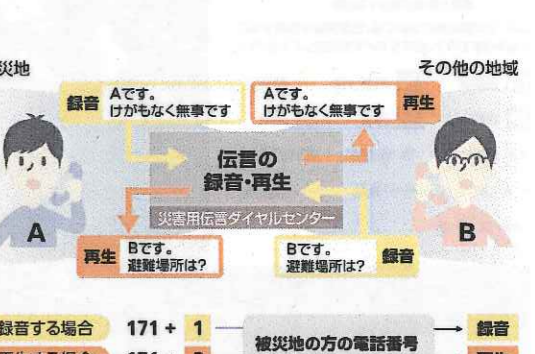 災地
その他の地域
録音
Aです。
けがもなく無事です
Aです。
けがもなく無事です
再生
伝言の
録音・再生
災害用伝言ダイヤルセンター
A
B
再生
Bです。
避難場所は?
Bです。
避難場所は?
録音
録音する場合
171 + 1
被災地の方の電話番号
録音